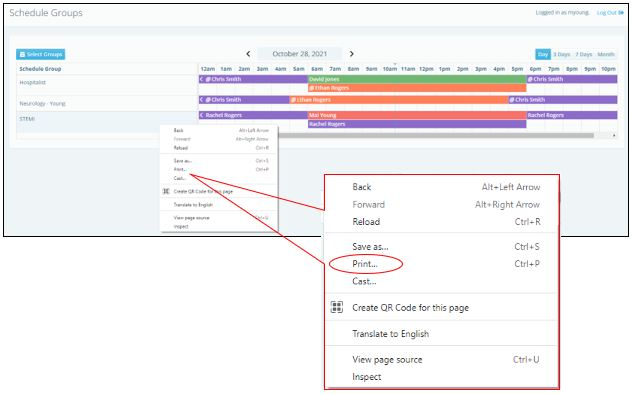 Schedule Groups
Logged in as myoung. Log Out
Select Groups October 28, 2021 Day 3 Days 7 Days Month
Schedule Group 12am 1am 2am 3am 4am 5am 6am 7am 8am 9am 10am 11am 12pm 1pm 2pm 3pm 4pm 5pm 6pm 7pm 8pm 9pm 10pm
Hospitalist Chris Smith David Jones Chris Smith
Ethan Rogers
Neurology - Young Chris Smith Ethan Rogers Chris Smith
STEMI Rachel Rogers Mal Young Rachel Rogers
Rachel Rogers
Back Alt+Left Arrow
Forward Alt+Right Arrow
Reload Ctrl+R
Save as... Ctrl+S
Print... Ctrl+P
Cast...
Create QR Code for this page
Translate to English
View page source Ctrl+U
Inspect
Back Alt+Left Arrow
Forward Alt+Right Arrow
Reload Ctrl+R
Save as... Ctrl+S
Print... Ctrl+P
Cast...
Create QR Code for this page
Translate to English
View page source Ctrl+U
Inspect